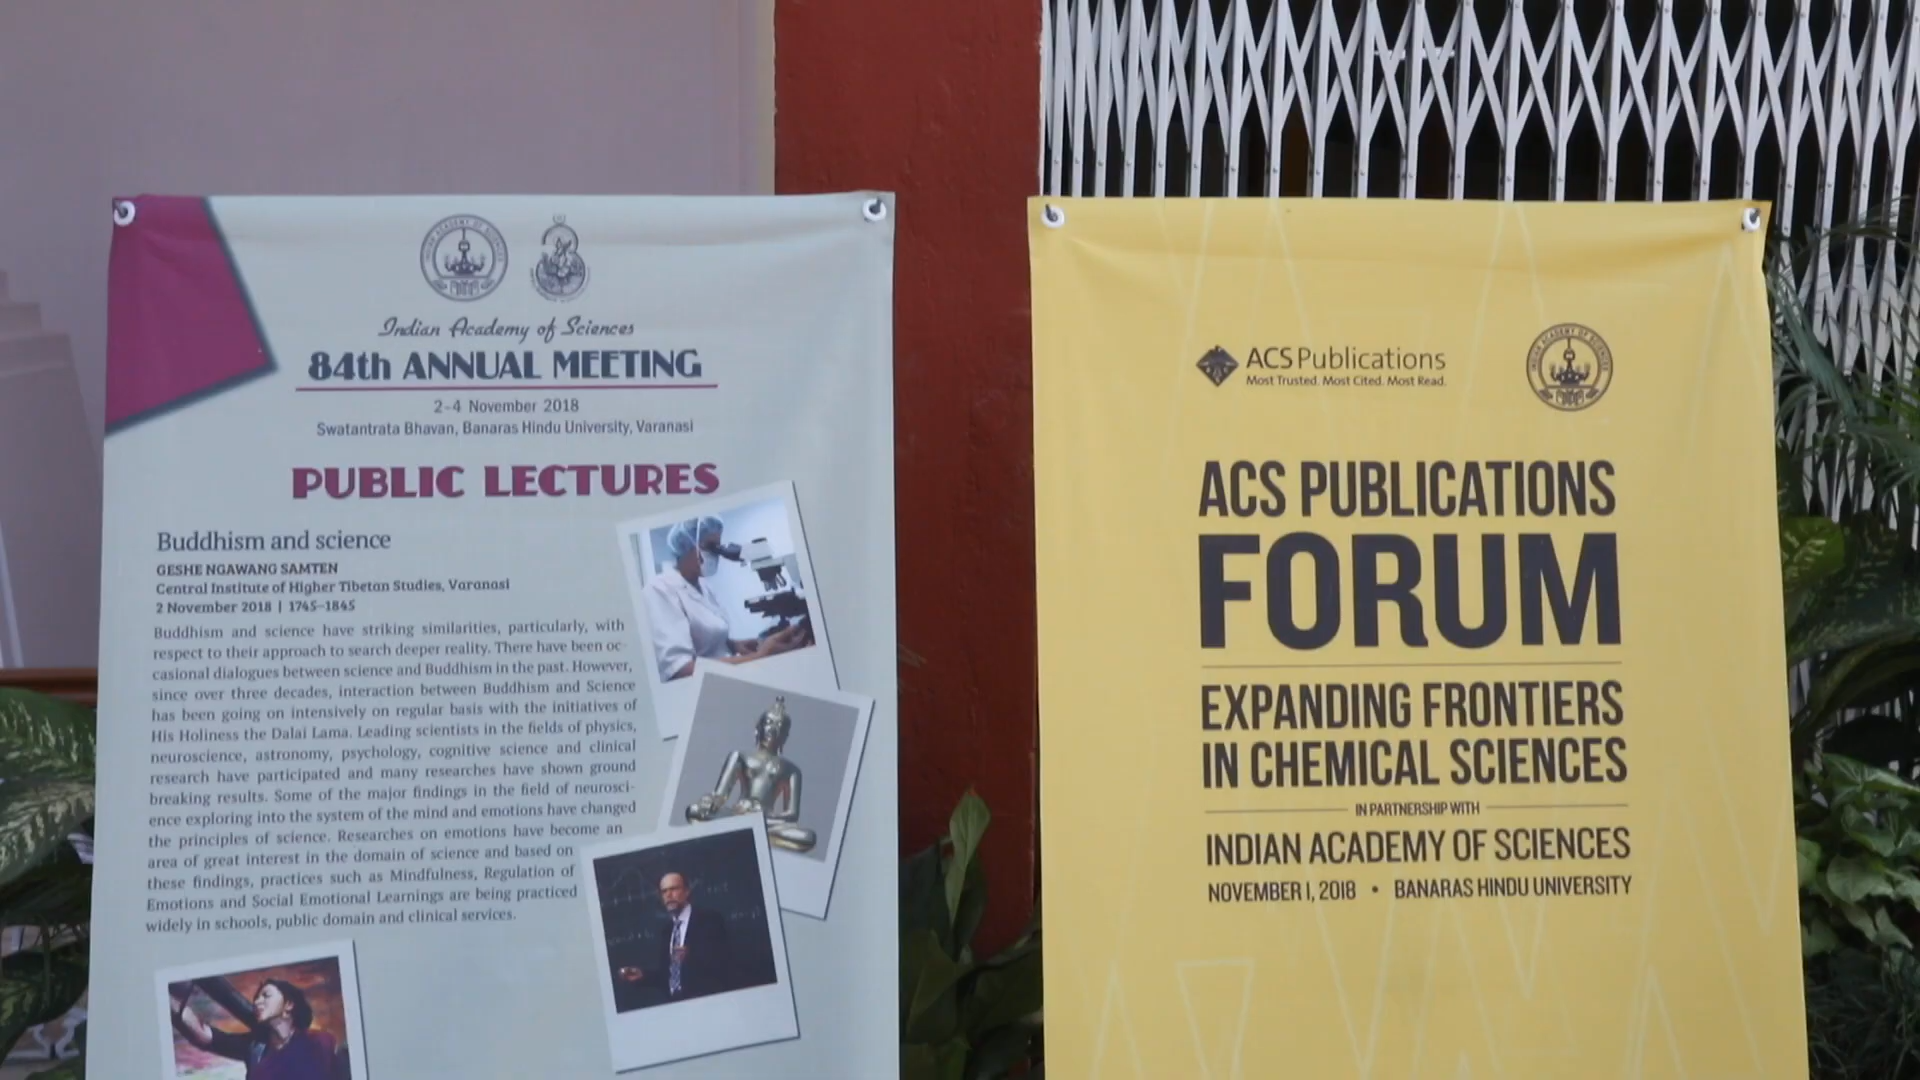 INDIAN ACADEMY OF SCIENCES
Indian Academy of Sciences
84th ANNUAL MEETING
2-4 November 2018
Swatantrata Bhavan, Banaras Hindu University, Varanasi
PUBLIC LECTURES
Buddhism and science
GESHE NGAWANG SAMTEN
Central Institute of Higher Tibetan Studies, Varanasi
2 November 2018 | 1745–1845
Buddhism and science have striking similarities, particularly, with
respect to their approach to search deeper reality. There have been oc-
casional dialogues between science and Buddhism in the past. However,
since over three decades, interaction between Buddhism and Science
has been going on intensively on regular basis with the initiatives of
His Holiness the Dalai Lama. Leading scientists in the fields of physics,
neuroscience, astronomy, psychology, cognitive science and clinical
research have participated and many researches have shown ground
breaking results. Some of the major findings in the field of neurosci-
ence exploring into the system of the mind and emotions have changed
the principles of science. Researches on emotions have become an
area of great interest in the domain of science and based on
these findings, practices such as Mindfulness, Regulation of
Emotions and Social Emotional Learnings are being practiced
widely in schools, public domain and clinical services.
ACS Publications
Most Trusted. Most Cited. Most Read.
INDIAN ACADEMY OF SCIENCES
ACS PUBLICATIONS
FORUM
EXPANDING FRONTIERS
IN CHEMICAL SCIENCES
IN PARTNERSHIP WITH
INDIAN ACADEMY OF SCIENCES
NOVEMBER 1, 2018 • BANARAS HINDU UNIVERSITY